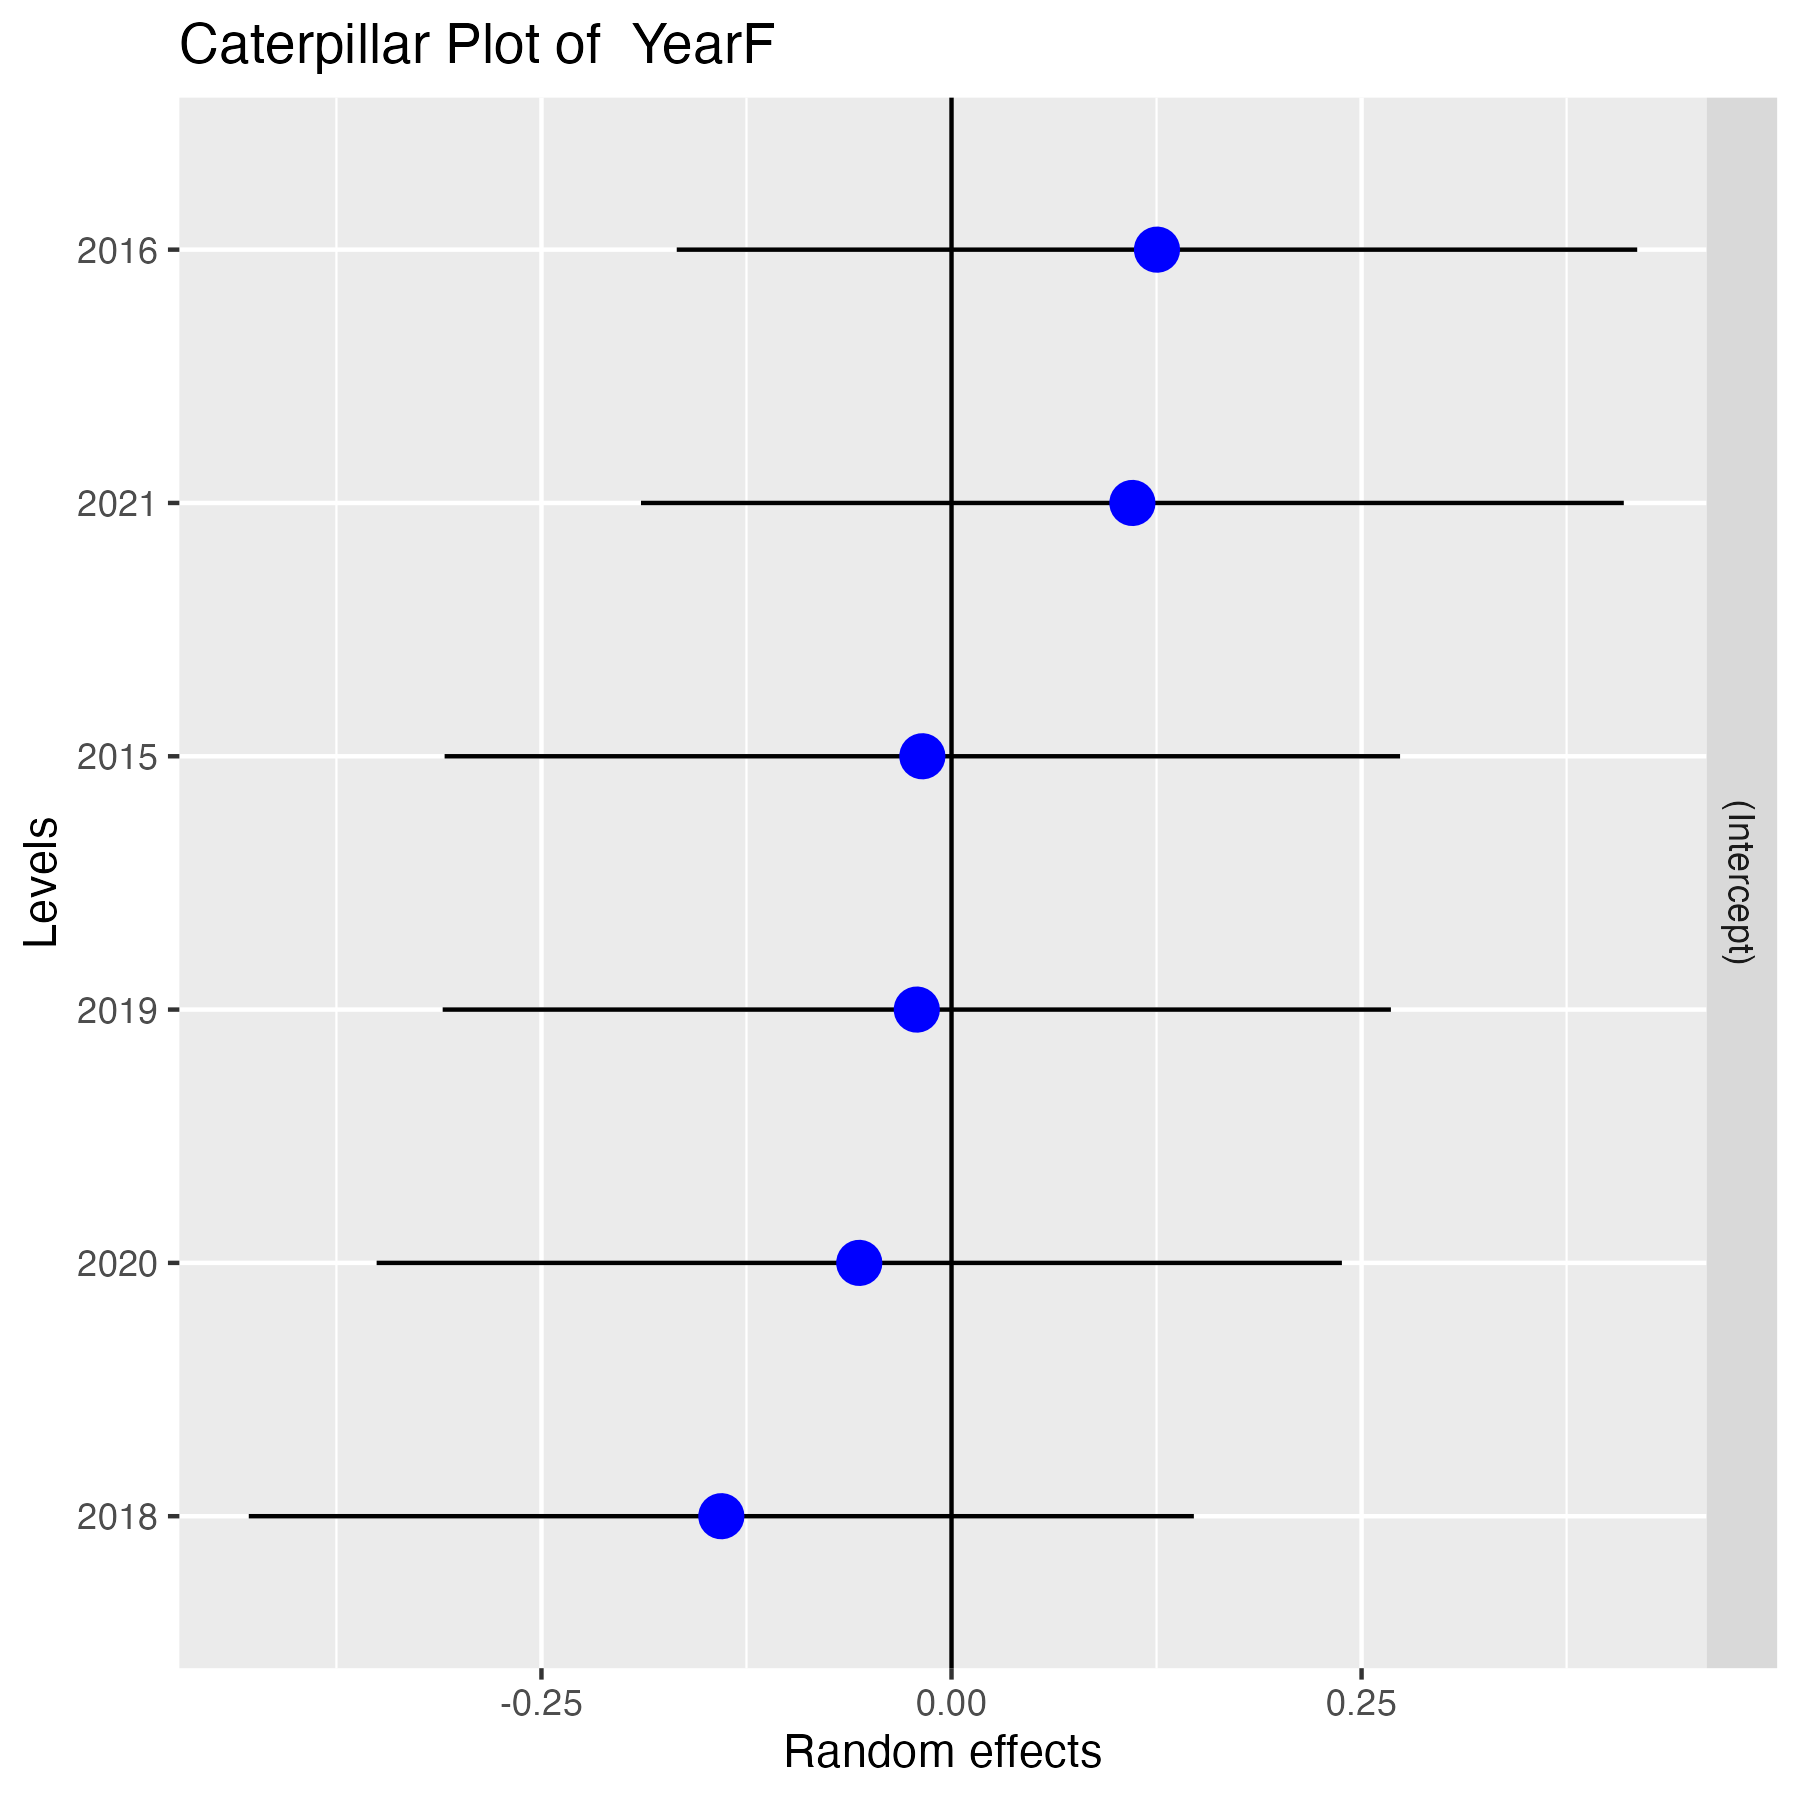 Caterpillar Plot of  YearF
2016
2021
2015
2019
2020
2018
Levels
(Intercept)
-0.25
0.00
0.25
Random effects